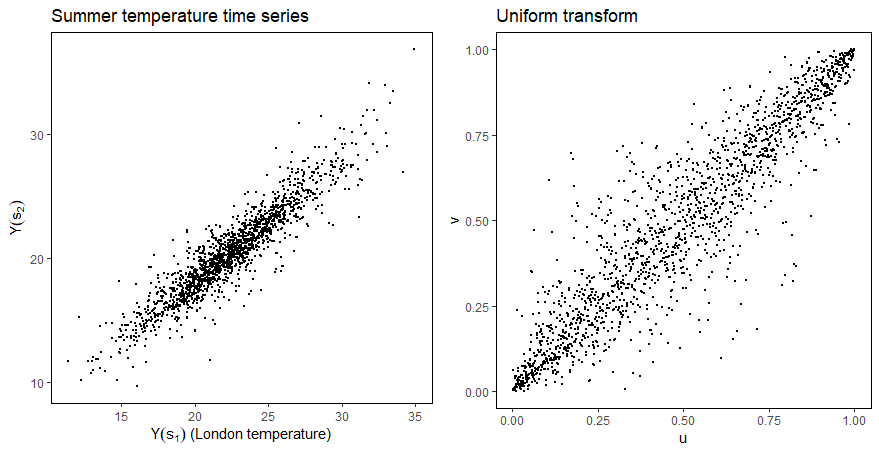 Summer temperature time series
30
20
10
Y(s₂)
15 20 25 30 35
Y(s₁) (London temperature)
Uniform transform
1.00
0.75
0.50
0.25
0.00
v
0.00 0.25 0.50 0.75 1.00
u